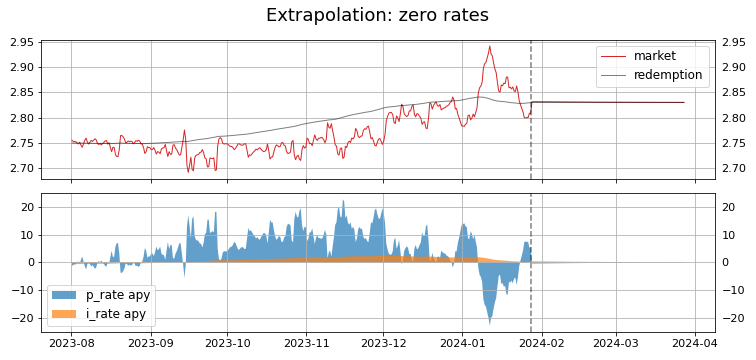 Extrapolation: zero rates
2.95 2.95
2.90 2.90
2.85 2.85
2.80 2.80
2.75 2.75
2.70 2.70
market
redemption
20 20
10 10
0 0
−10 −10
−20 −20
p_rate apy
i_rate apy
2023-08 2023-09 2023-10 2023-11 2023-12 2024-01 2024-02 2024-03 2024-04